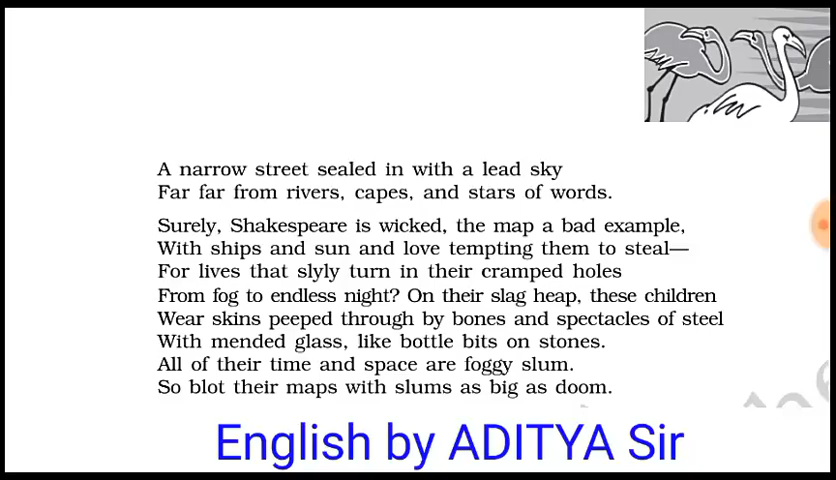 A narrow street sealed in with a lead sky
Far far from rivers, capes, and stars of words.
Surely, Shakespeare is wicked, the map a bad example,
With ships and sun and love tempting them to steal—
For lives that slyly turn in their cramped holes
From fog to endless night? On their slag heap, these children
Wear skins peeped through by bones and spectacles of steel
With mended glass, like bottle bits on stones.
All of their time and space are foggy slum.
So blot their maps with slums as big as doom.
English by ADITYA Sir